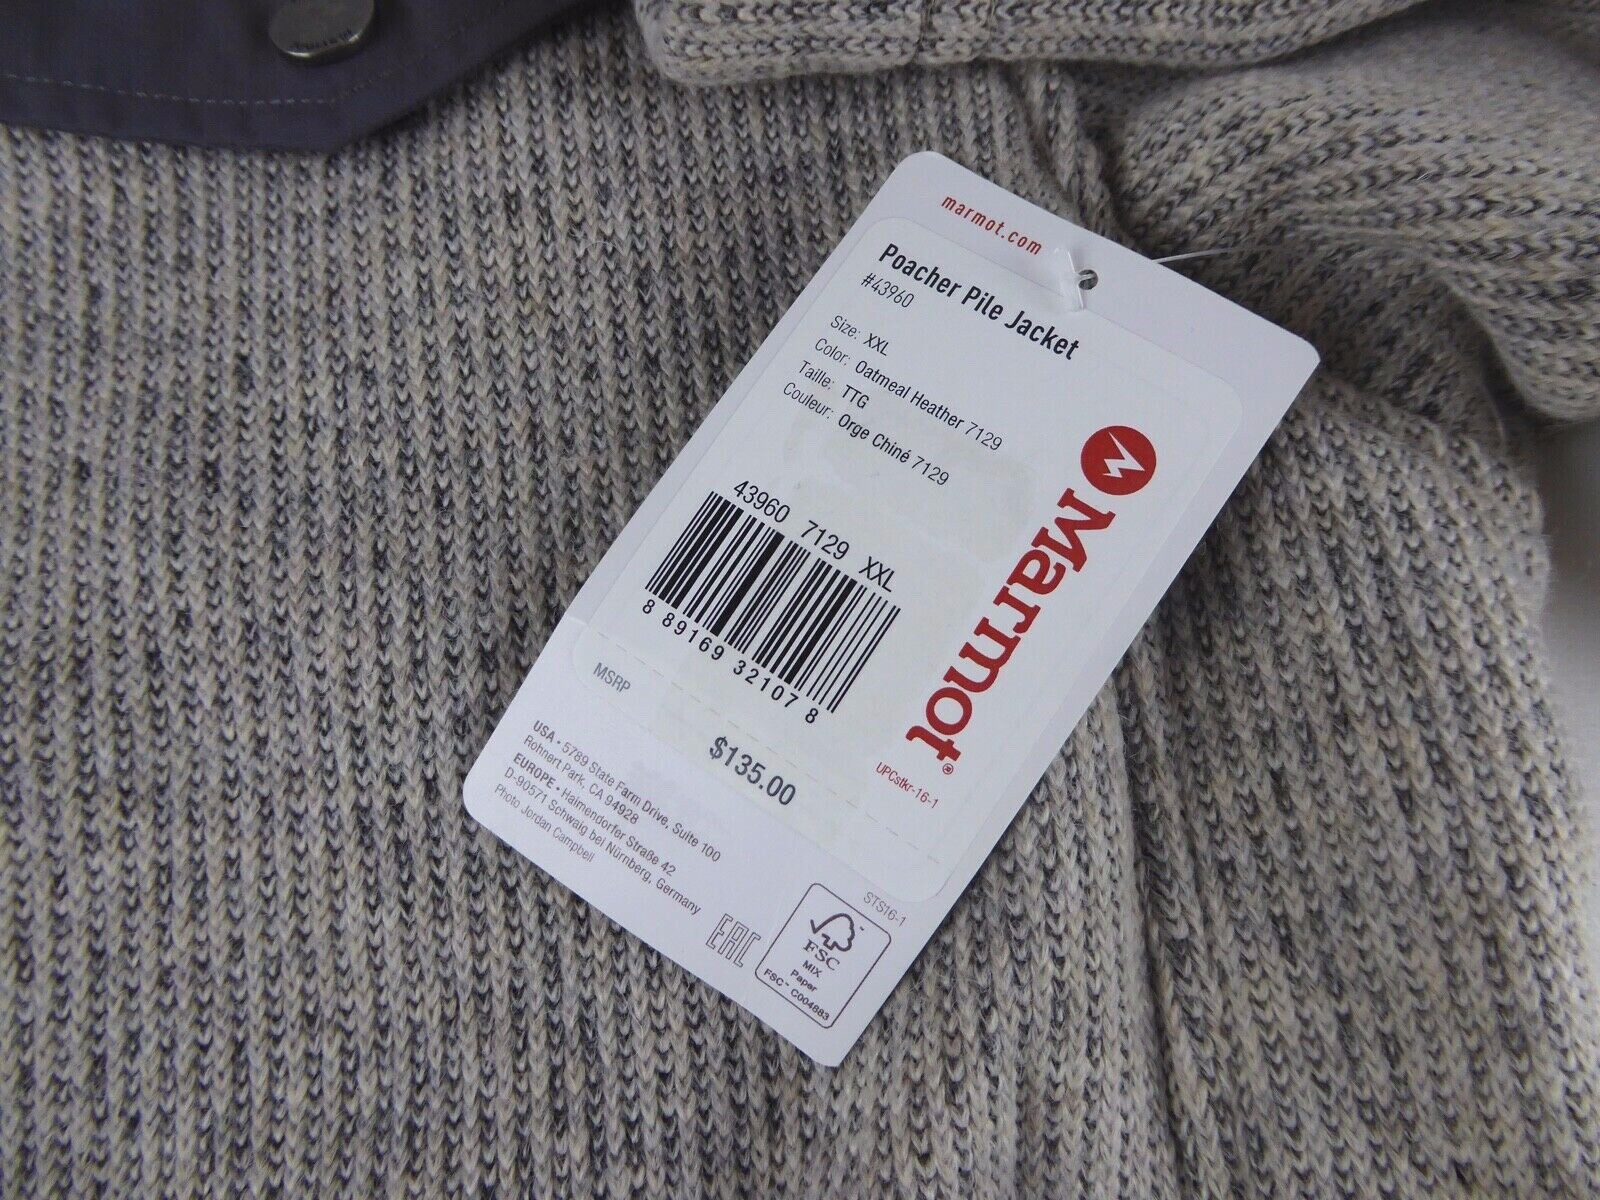 marmot.com
Poacher Pile Jacket
#43960
Size: XXL
Color: Oatmeal Heather 7129
Taille: TTG
Couleur: Orge Chiné 7129
43960 7129 XXL
8 89169 32107 8
Marmot®
UPCstkr-16-1
MSRP
$135.00
USA • 5789 State Farm Drive, Suite 100
Rohnert Park, CA 94928
EUROPE • Haimendorfer Straße 42
D-90571 Schwaig bei Nürnberg, Germany
Photo Jordan Campbell
STS16-1
EAC
FSC™
MIX
Paper
FSC™ C004883